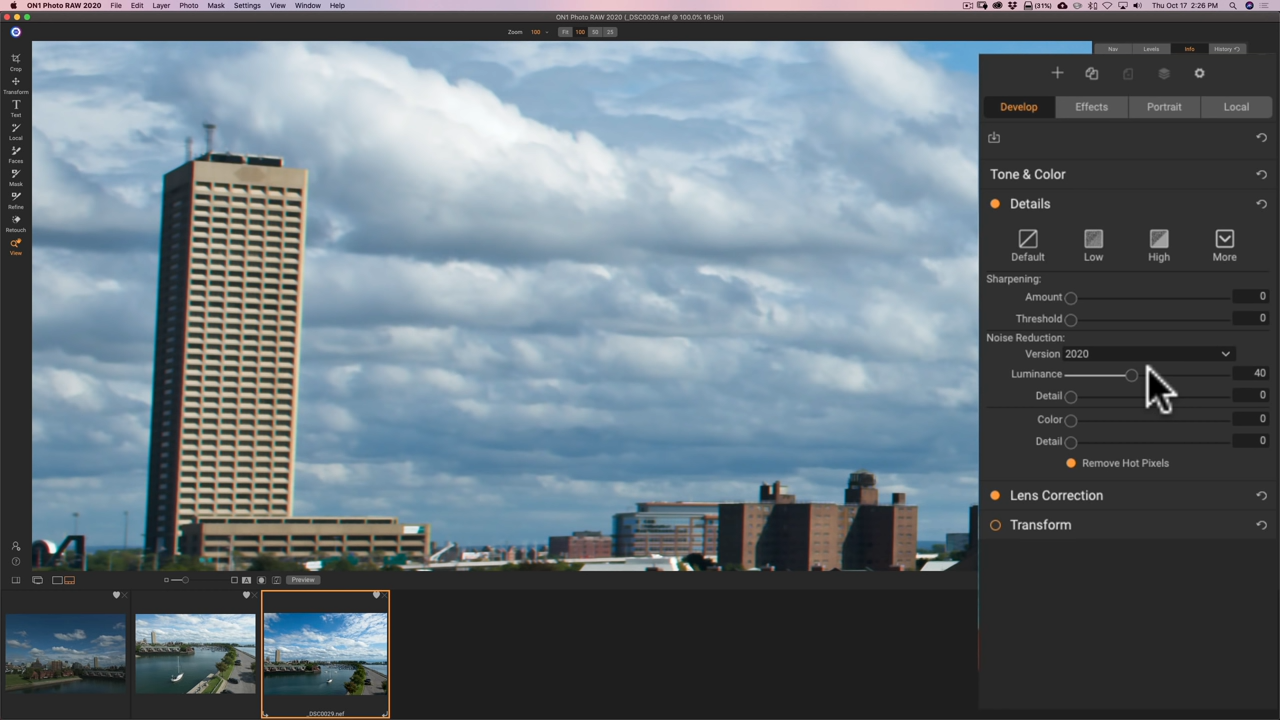 ON1 Photo RAW 2020 File Edit Layer Photo Mask Settings View Window Help (31%) Thu Oct 17 2:26 PM
ON1 Photo RAW 2020 (_DSC0029.nef @ 100.0% 16-bit)
Zoom 100 Fit 100 50 25
Nav Levels Info History
Crop
Transform
Text
Local
Faces
Mask
Refine
Retouch
View
Develop Effects Portrait Local
Tone & Color
Details
Default Low High More
Sharpening:
Amount 0
Threshold 0
Noise Reduction:
Version 2020
Luminance 40
Detail 0
Color 0
Detail 0
Remove Hot Pixels
Lens Correction
Transform
A Preview
_DSC0029.nef